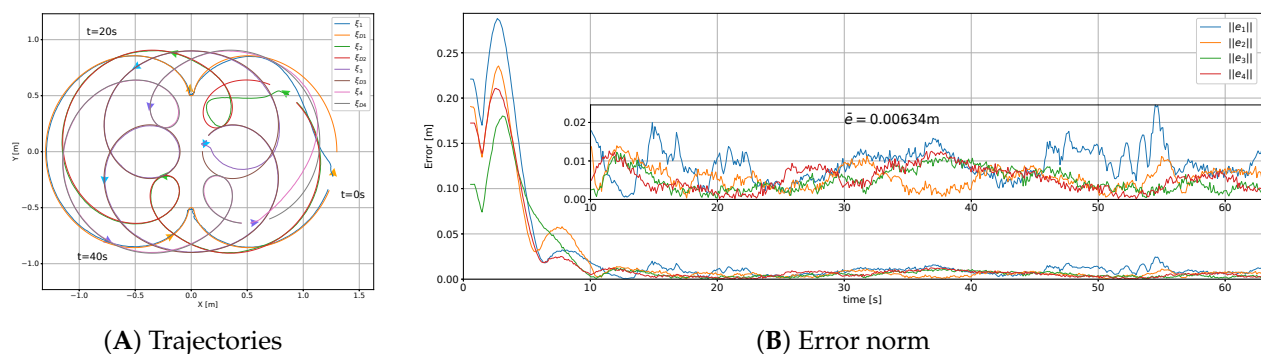 1.0
0.5
0.0
−0.5
−1.0
Y [m]
−1.0
−0.5
0.0
0.5
1.0
1.5
X [m]
t=20s
t=0s
t=40s
ξ1
ξD1
ξ2
ξD2
ξ3
ξD3
ξ4
ξD4
(A) Trajectories
0.25
0.20
0.15
0.10
0.05
0.00
Error [m]
0
10
20
30
40
50
60
time [s]
||e1||
||e2||
||e3||
||e4||
ē = 0.00634m
0.02
0.01
0.00
10
20
30
40
50
60
(B) Error norm